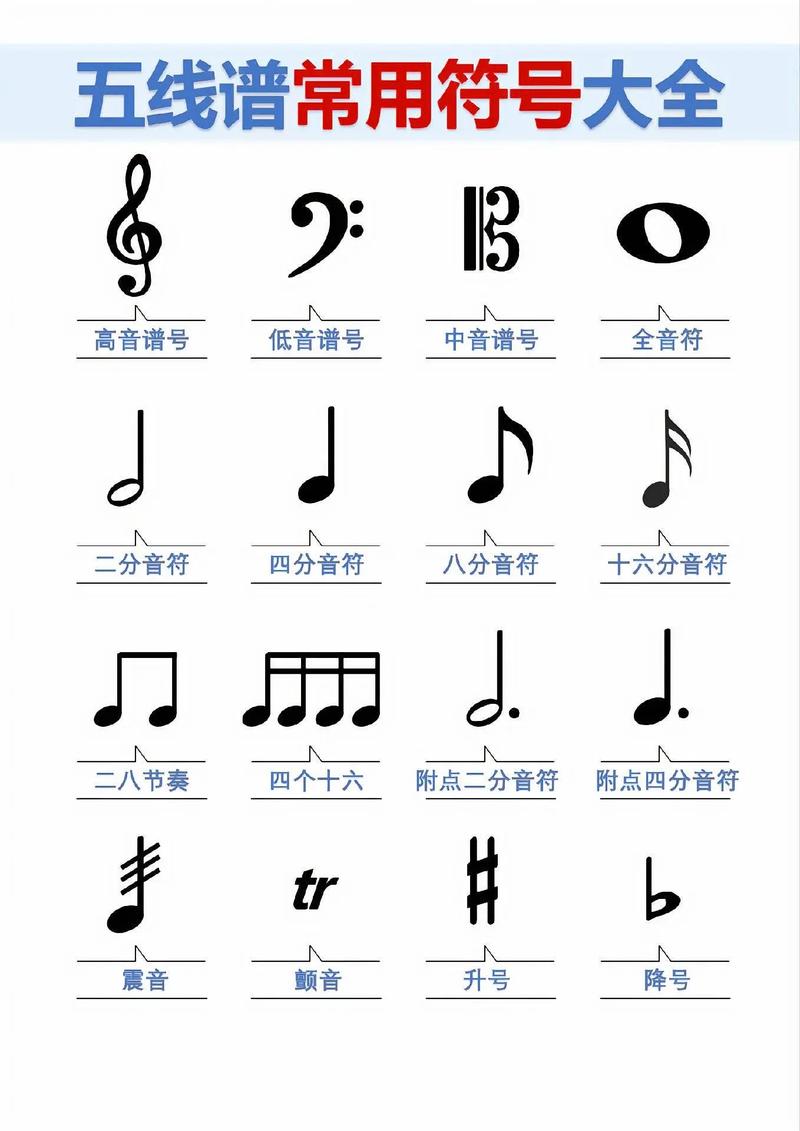 五线谱常用符号大全
高音谱号 低音谱号 中音谱号 全音符
二分音符 四分音符 八分音符 十六分音符
二八节奏 四个十六 附点二分音符 附点四分音符
tr
震音 颤音 升号 降号